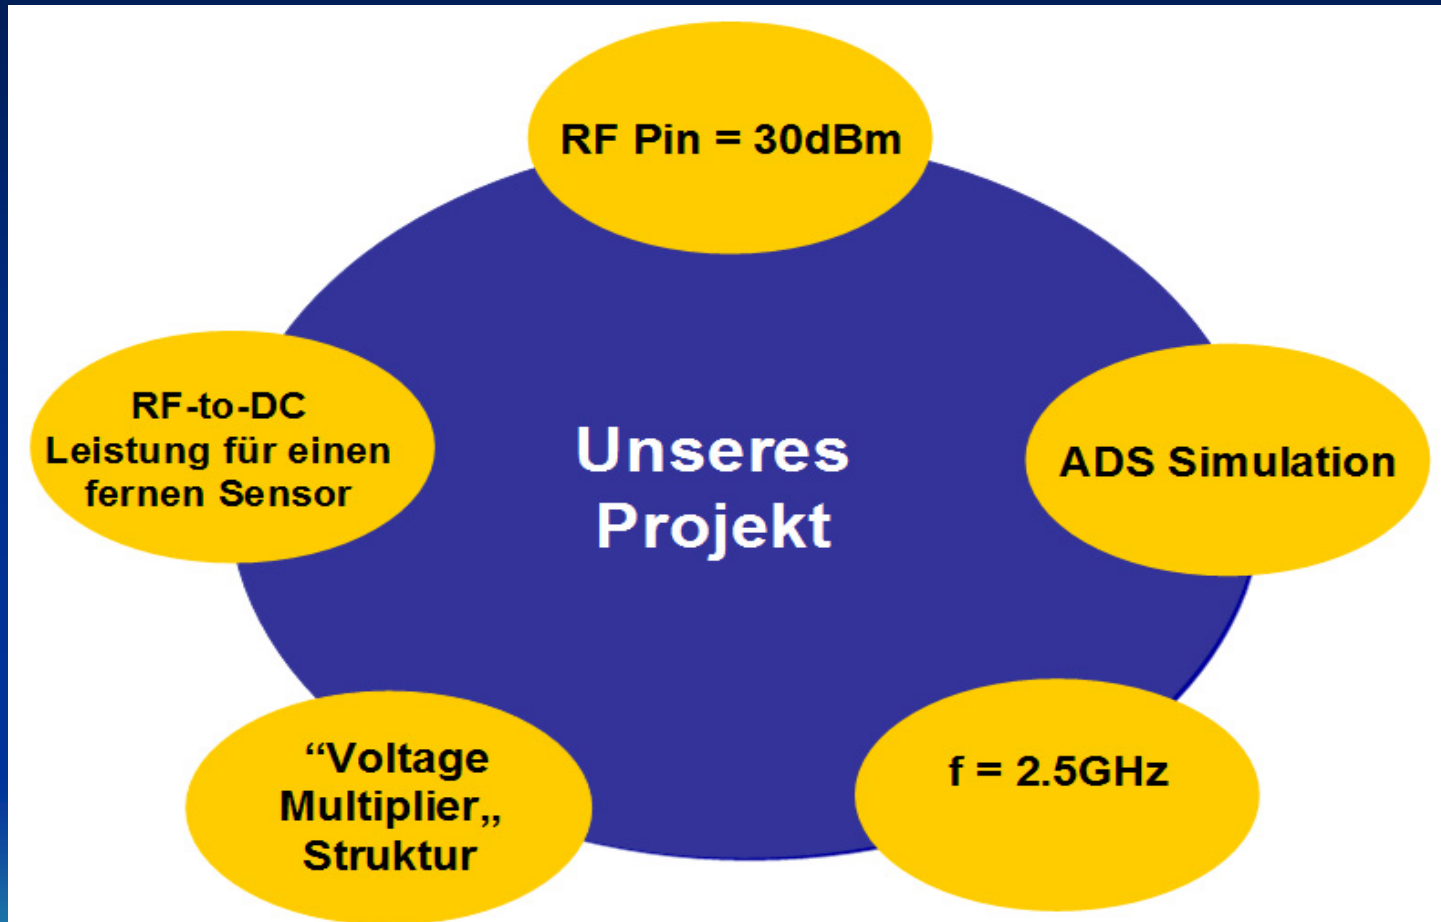 RF Pin = 30dBm
RF-to-DC
Leistung für einen
fernen Sensor
Unseres
Projekt
ADS Simulation
“Voltage
Multiplier„
Struktur
f = 2.5GHz